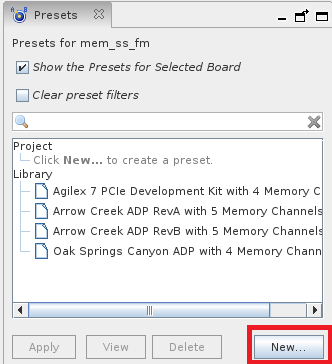 Presets
Presets for mem_ss_fm
Show the Presets for Selected Board
Clear preset filters
Project
Click New... to create a preset.
Library
Agilex 7 PCIe Development Kit with 4 Memory C
Arrow Creek ADP RevA with 5 Memory Channels
Arrow Creek ADP RevB with 5 Memory Channels
Oak Springs Canyon ADP with 4 Memory Chann
Apply View Delete New...